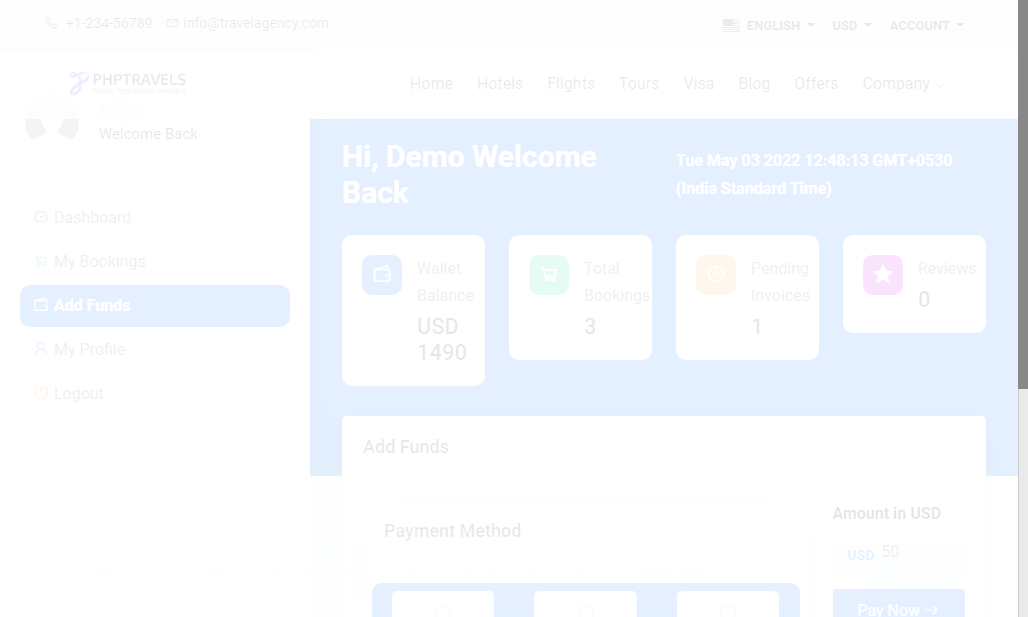 +1-234-56789 info@travelagency.com ENGLISH USD ACCOUNT
PHPTRAVELS
TRAVEL TECHNOLOGY PARTNER
Home Hotels Flights Tours Visa Blog Offers Company
Welcome Back
Hi, Demo Welcome
Back
Tue May 03 2022 12:48:13 GMT+0530
(India Standard Time)
Dashboard
My Bookings
Add Funds
My Profile
Logout
Wallet
Balance
USD
1490
Total
Bookings
3
Pending
Invoices
1
Reviews
0
Add Funds
Payment Method
Amount in USD
USD 50
Pay Now